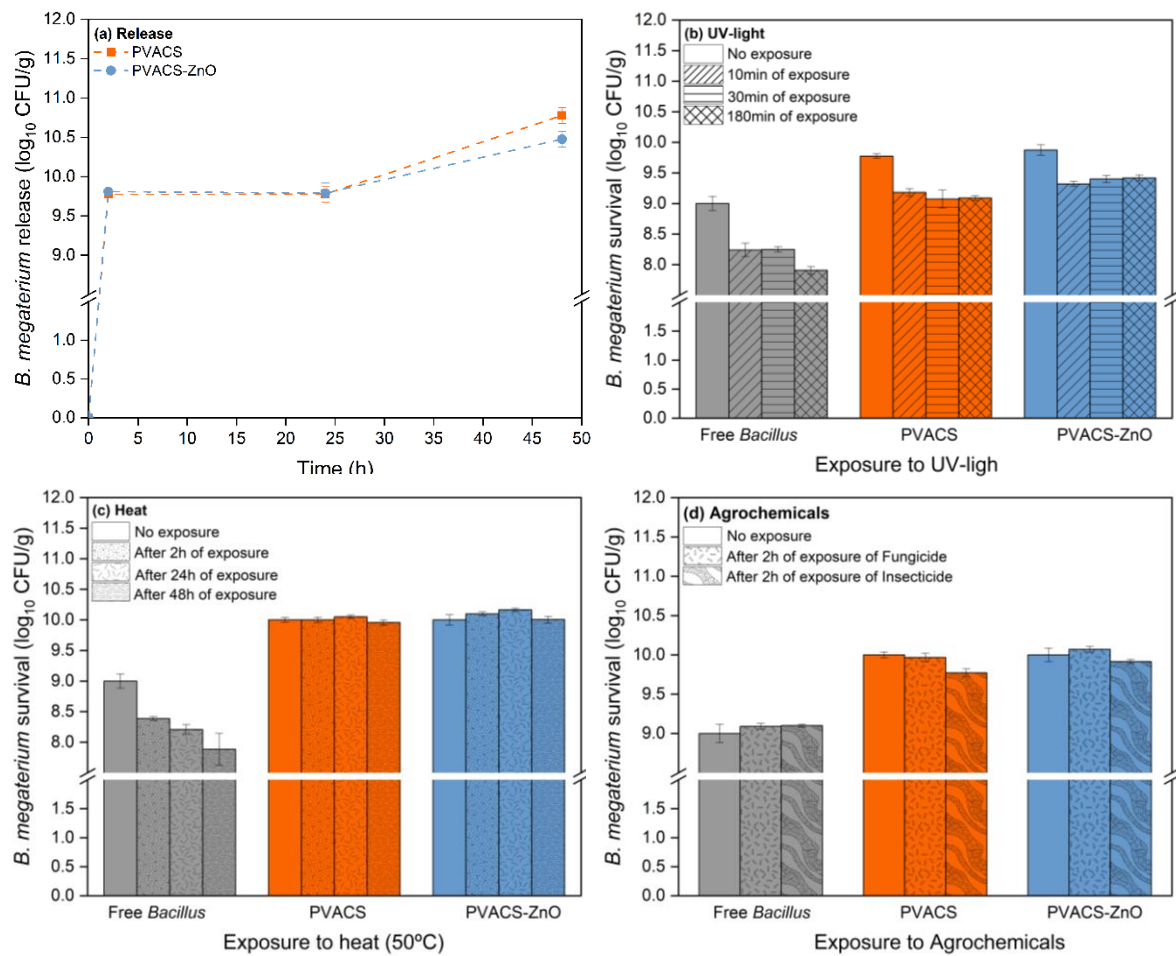 (a) Release
PVACS
PVACS-ZnO
B. megaterium release (log10 CFU/g)
12.0
11.5
11.0
10.5
10.0
9.5
9.0
1.0
0.5
0.0
0 5 10 15 20 25 30 35 40 45 50
Time (h)
(b) UV-light
No exposure
10min of exposure
30min of exposure
180min of exposure
B. megaterium survival (log10 CFU/g)
12.0
11.5
11.0
10.5
10.0
9.5
9.0
8.5
8.0
1.5
1.0
0.5
0.0
Free Bacillus PVACS PVACS-ZnO
Exposure to UV-ligh
(c) Heat
No exposure
After 2h of exposure
After 24h of exposure
After 48h of exposure
B. megaterium survival (log10 CFU/g)
12.0
11.5
11.0
10.5
10.0
9.5
9.0
8.5
8.0
1.5
1.0
0.5
0.0
Free Bacillus PVACS PVACS-ZnO
Exposure to heat (50ºC)
(d) Agrochemicals
No exposure
After 2h of exposure of Fungicide
After 2h of exposure of Insecticide
B. megaterium survival (log10 CFU/g)
12.0
11.5
11.0
10.5
10.0
9.5
9.0
2.0
1.5
1.0
0.5
0.0
Free Bacillus PVACS PVACS-ZnO
Exposure to Agrochemicals